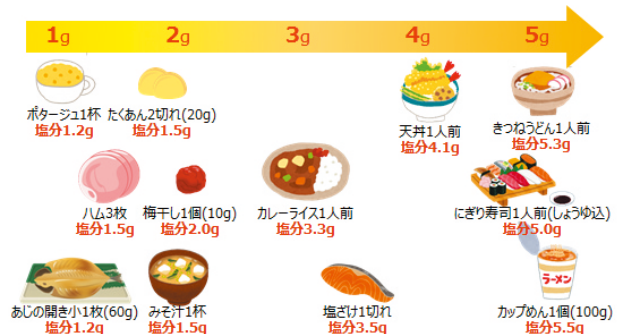 1g 2g 3g 4g 5g
ポタージュ1杯
塩分1.2g
たくあん2切れ(20g)
塩分1.5g
天丼1人前
塩分4.1g
きつねうどん1人前
塩分5.3g
ハム3枚
塩分1.5g
梅干し1個(10g)
塩分2.0g
カレーライス1人前
塩分3.3g
にぎり寿司1人前(しょうゆ込)
塩分5.0g
あじの開き小1枚(60g)
塩分1.2g
みそ汁1杯
塩分1.5g
塩ざけ1切れ
塩分3.5g
ラーメン
カップめん1個(100g)
塩分5.5g